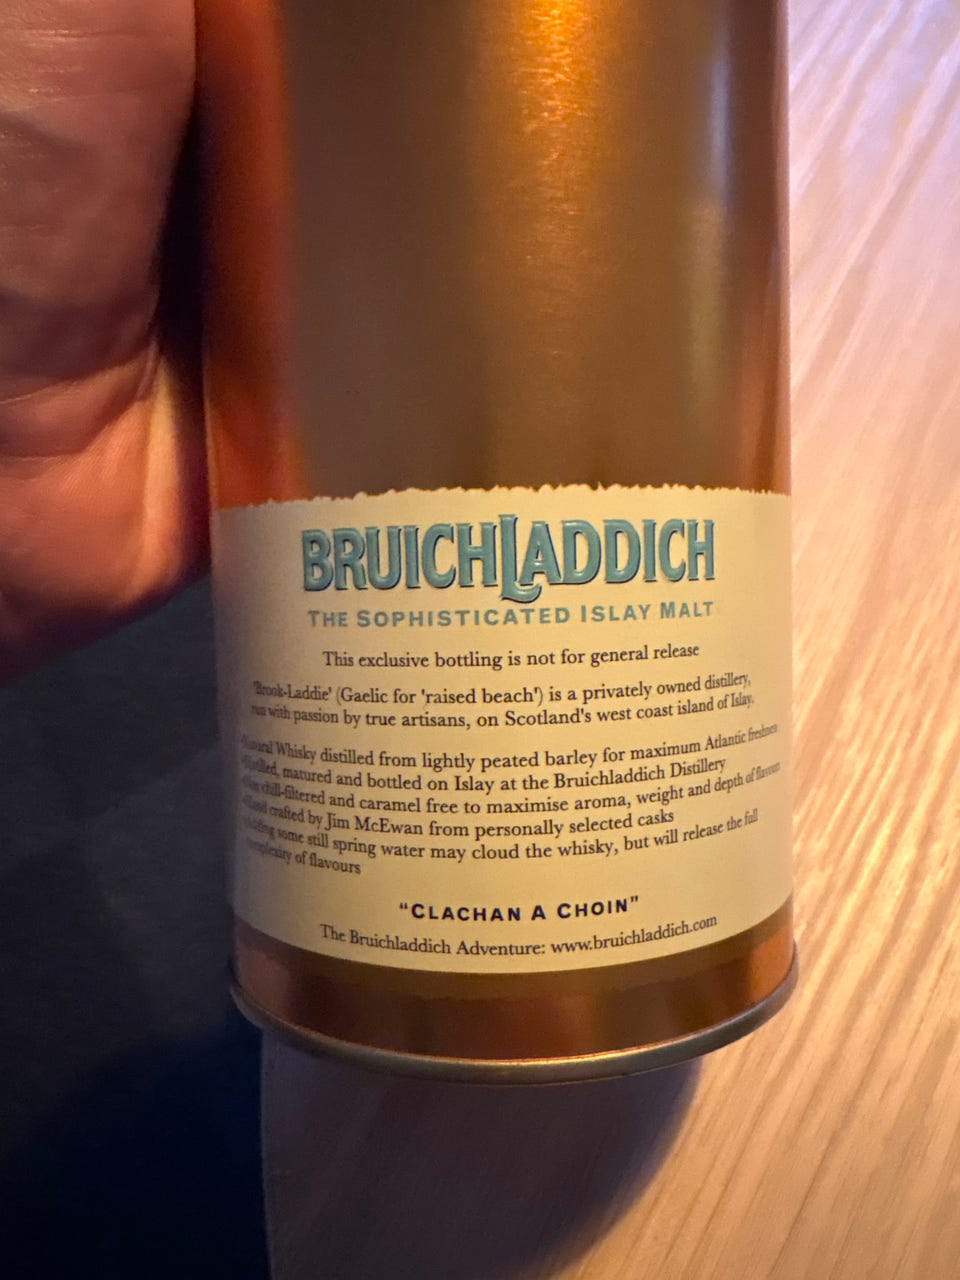 BRUICHLADDICH
THE SOPHISTICATED ISLAY MALT
This exclusive bottling is not for general release
'Brook-Laddie' (Gaelic for 'raised beach') is a privately owned distillery,
run with passion by true artisans, on Scotland's west coast island of Islay.
Natural Whisky distilled from lightly peated barley for maximum Atlantic freshness
Distilled, matured and bottled on Islay at the Bruichladdich Distillery
chill-filtered and caramel free to maximise aroma, weight and depth of flavours
Hand crafted by Jim McEwan from personally selected casks
Adding some still spring water may cloud the whisky, but will release the full
complexity of flavours
"CLACHAN A CHOIN"
The Bruichladdich Adventure: www.bruichladdich.com